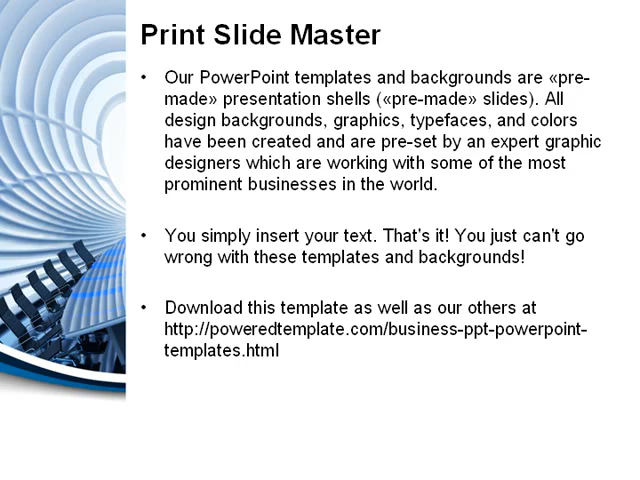 Print Slide Master
• Our PowerPoint templates and backgrounds are «pre-
made» presentation shells («pre-made» slides). All
design backgrounds, graphics, typefaces, and colors
have been created and are pre-set by an expert graphic
designers which are working with some of the most
prominent businesses in the world.
• You simply insert your text. That's it! You just can't go
wrong with these templates and backgrounds!
• Download this template as well as our others at
http://poweredtemplate.com/business-ppt-powerpoint-
templates.html